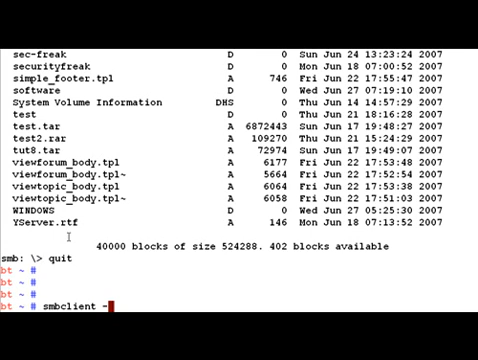 sec-freak D 0 Sun Jun 24 13:23:24 2007
securityfreak D 0 Mon Jun 18 07:00:52 2007
simple_footer.tpl A 746 Fri Jun 22 17:55:47 2007
software D 0 Wed Jun 27 07:19:10 2007
System Volume Information DHS 0 Thu Jun 14 14:57:29 2007
test D 0 Thu Jun 21 18:16:28 2007
test.tar A 6872443 Sun Jun 17 19:48:27 2007
test2.rar A 109270 Thu Jun 21 15:24:29 2007
tut8.tar A 72974 Sun Jun 17 19:49:07 2007
viewforum_body.tpl A 6177 Fri Jun 22 17:53:48 2007
viewforum_body.tpl~ A 5664 Fri Jun 22 17:52:54 2007
viewtopic_body.tpl A 6064 Fri Jun 22 17:53:38 2007
viewtopic_body.tpl~ A 6058 Fri Jun 22 17:51:03 2007
WINDOWS D 0 Wed Jun 27 05:25:30 2007
YServer.rtf A 146 Mon Jun 18 07:13:52 2007
40000 blocks of size 524288. 402 blocks available
smb: \> quit
bt ~ #
bt ~ #
bt ~ #
bt ~ # smbclient -